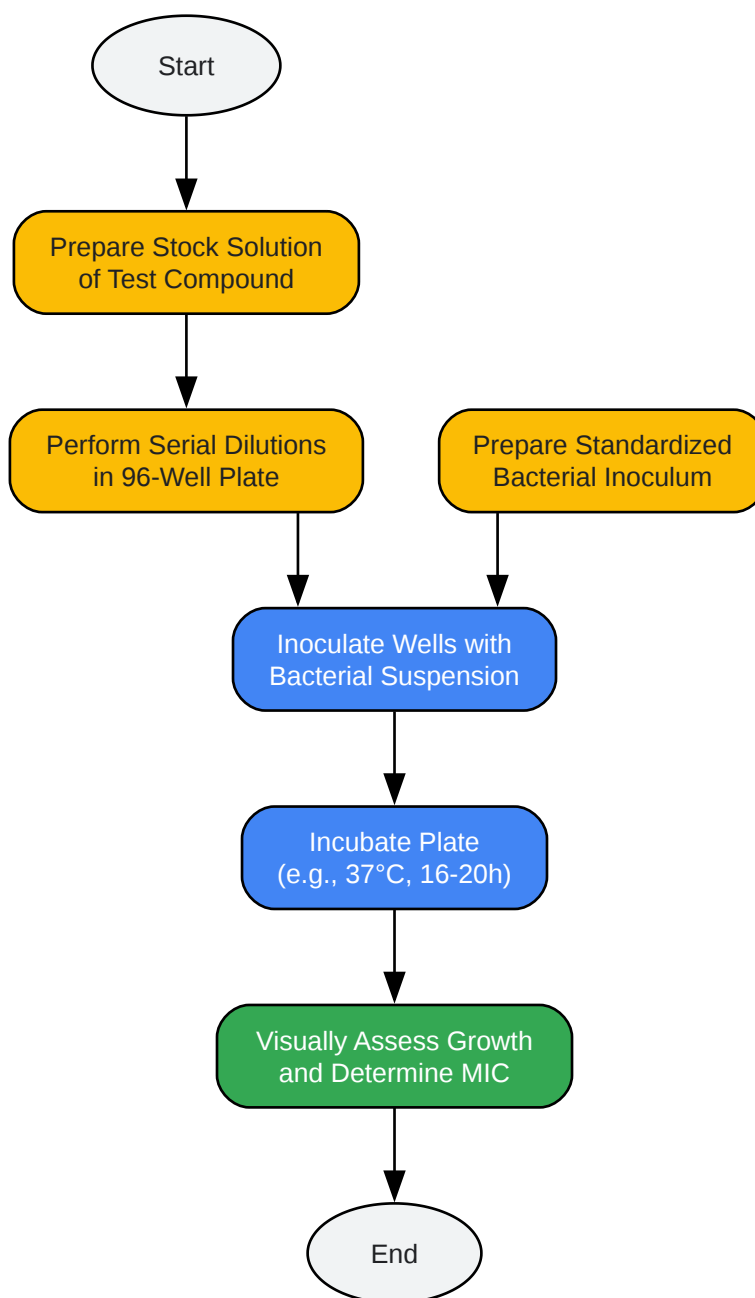 Start
Prepare Stock Solution
of Test Compound
Perform Serial Dilutions
in 96-Well Plate
Prepare Standardized
Bacterial Inoculum
Inoculate Wells with
Bacterial Suspension
Incubate Plate
(e.g., 37°C, 16-20h)
Visually Assess Growth
and Determine MIC
End